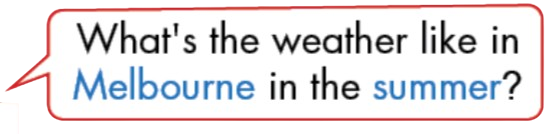 What's the weather like in
Melbourne in the summer?